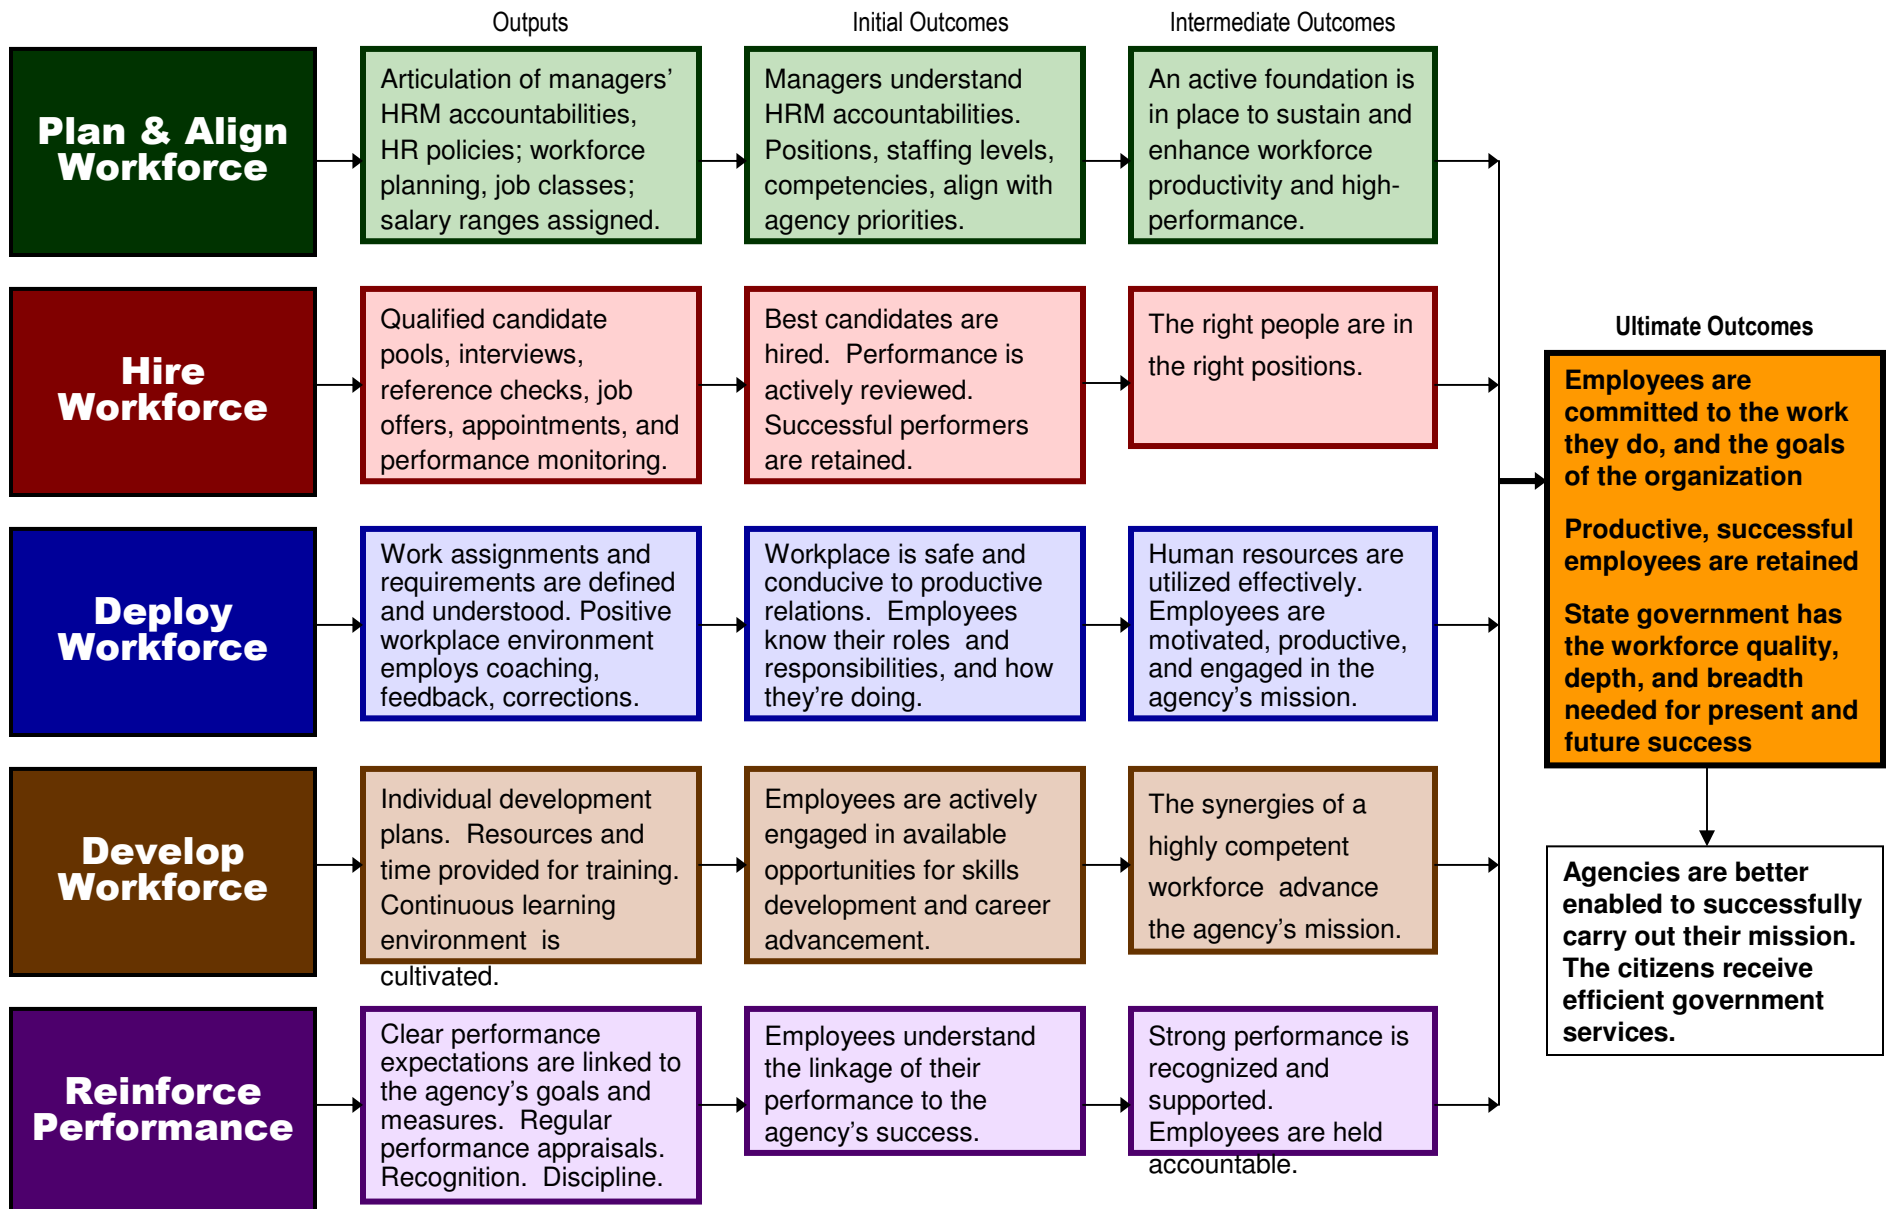 Outputs
Initial Outcomes
Intermediate Outcomes
Plan & Align
Workforce
Articulation of managers’
HRM accountabilities,
HR policies; workforce
planning, job classes;
salary ranges assigned.
Managers understand
HRM accountabilities.
Positions, staffing levels,
competencies, align with
agency priorities.
An active foundation is
in place to sustain and
enhance workforce
productivity and high-
performance.
Hire
Workforce
Qualified candidate
pools, interviews,
reference checks, job
offers, appointments, and
performance monitoring.
Best candidates are
hired.  Performance is
actively reviewed.
Successful performers
are retained.
The right people are in
the right positions.
Deploy
Workforce
Work assignments and
requirements are defined
and understood. Positive
workplace environment
employs coaching,
feedback, corrections.
Workplace is safe and
conducive to productive
relations.  Employees
know their roles  and
responsibilities, and how
they’re doing.
Human resources are
utilized effectively.
Employees are
motivated, productive,
and engaged in the
agency’s mission.
Develop
Workforce
Individual development
plans.  Resources and
time provided for training.
Continuous learning
environment  is
cultivated.
Employees are actively
engaged in available
opportunities for skills
development and career
advancement.
The synergies of a
highly competent
workforce  advance
the agency’s mission.
Reinforce
Performance
Clear performance
expectations are linked to
the agency’s goals and
measures.  Regular
performance appraisals.
Recognition.  Discipline.
Employees understand
the linkage of their
performance to the
agency’s success.
Strong performance is
recognized and
supported.
Employees are held
accountable.
Ultimate Outcomes
Employees are
committed to the work
they do, and the goals
of the organization
Productive, successful
employees are retained
State government has
the workforce quality,
depth, and breadth
needed for present and
future success
Agencies are better
enabled to successfully
carry out their mission.
The citizens receive
efficient government
services.